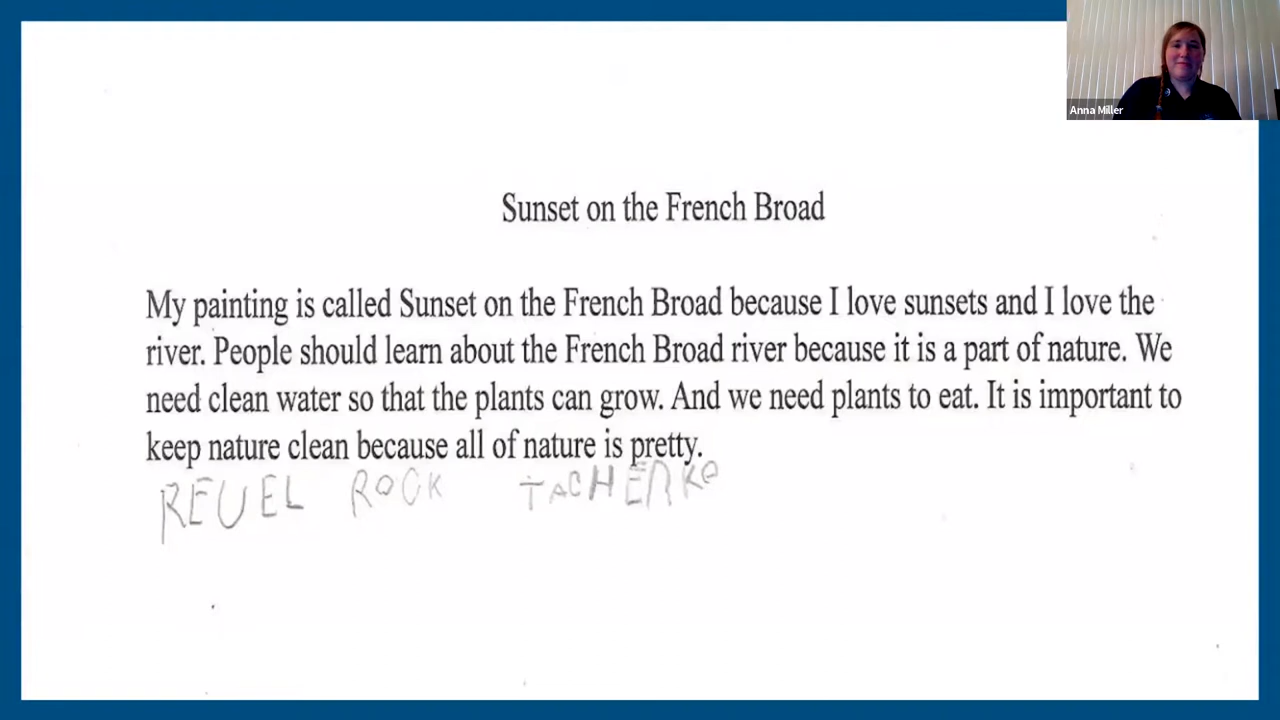 Anna Miller
Sunset on the French Broad
My painting is called Sunset on the French Broad because I love sunsets and I love the
river. People should learn about the French Broad river because it is a part of nature. We
need clean water so that the plants can grow. And we need plants to eat. It is important to
keep nature clean because all of nature is pretty.
REUEL ROCK